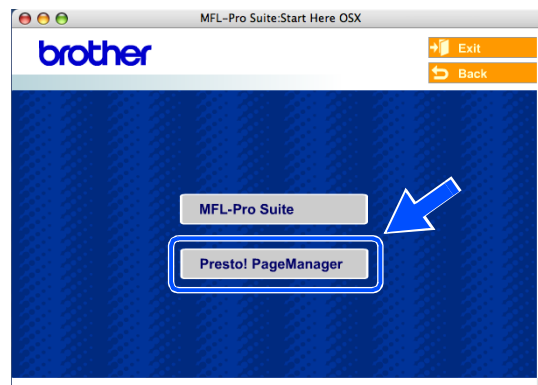 MFL-Pro Suite:Start Here OSX
brother
Exit
Back
MFL-Pro Suite
Presto! PageManager